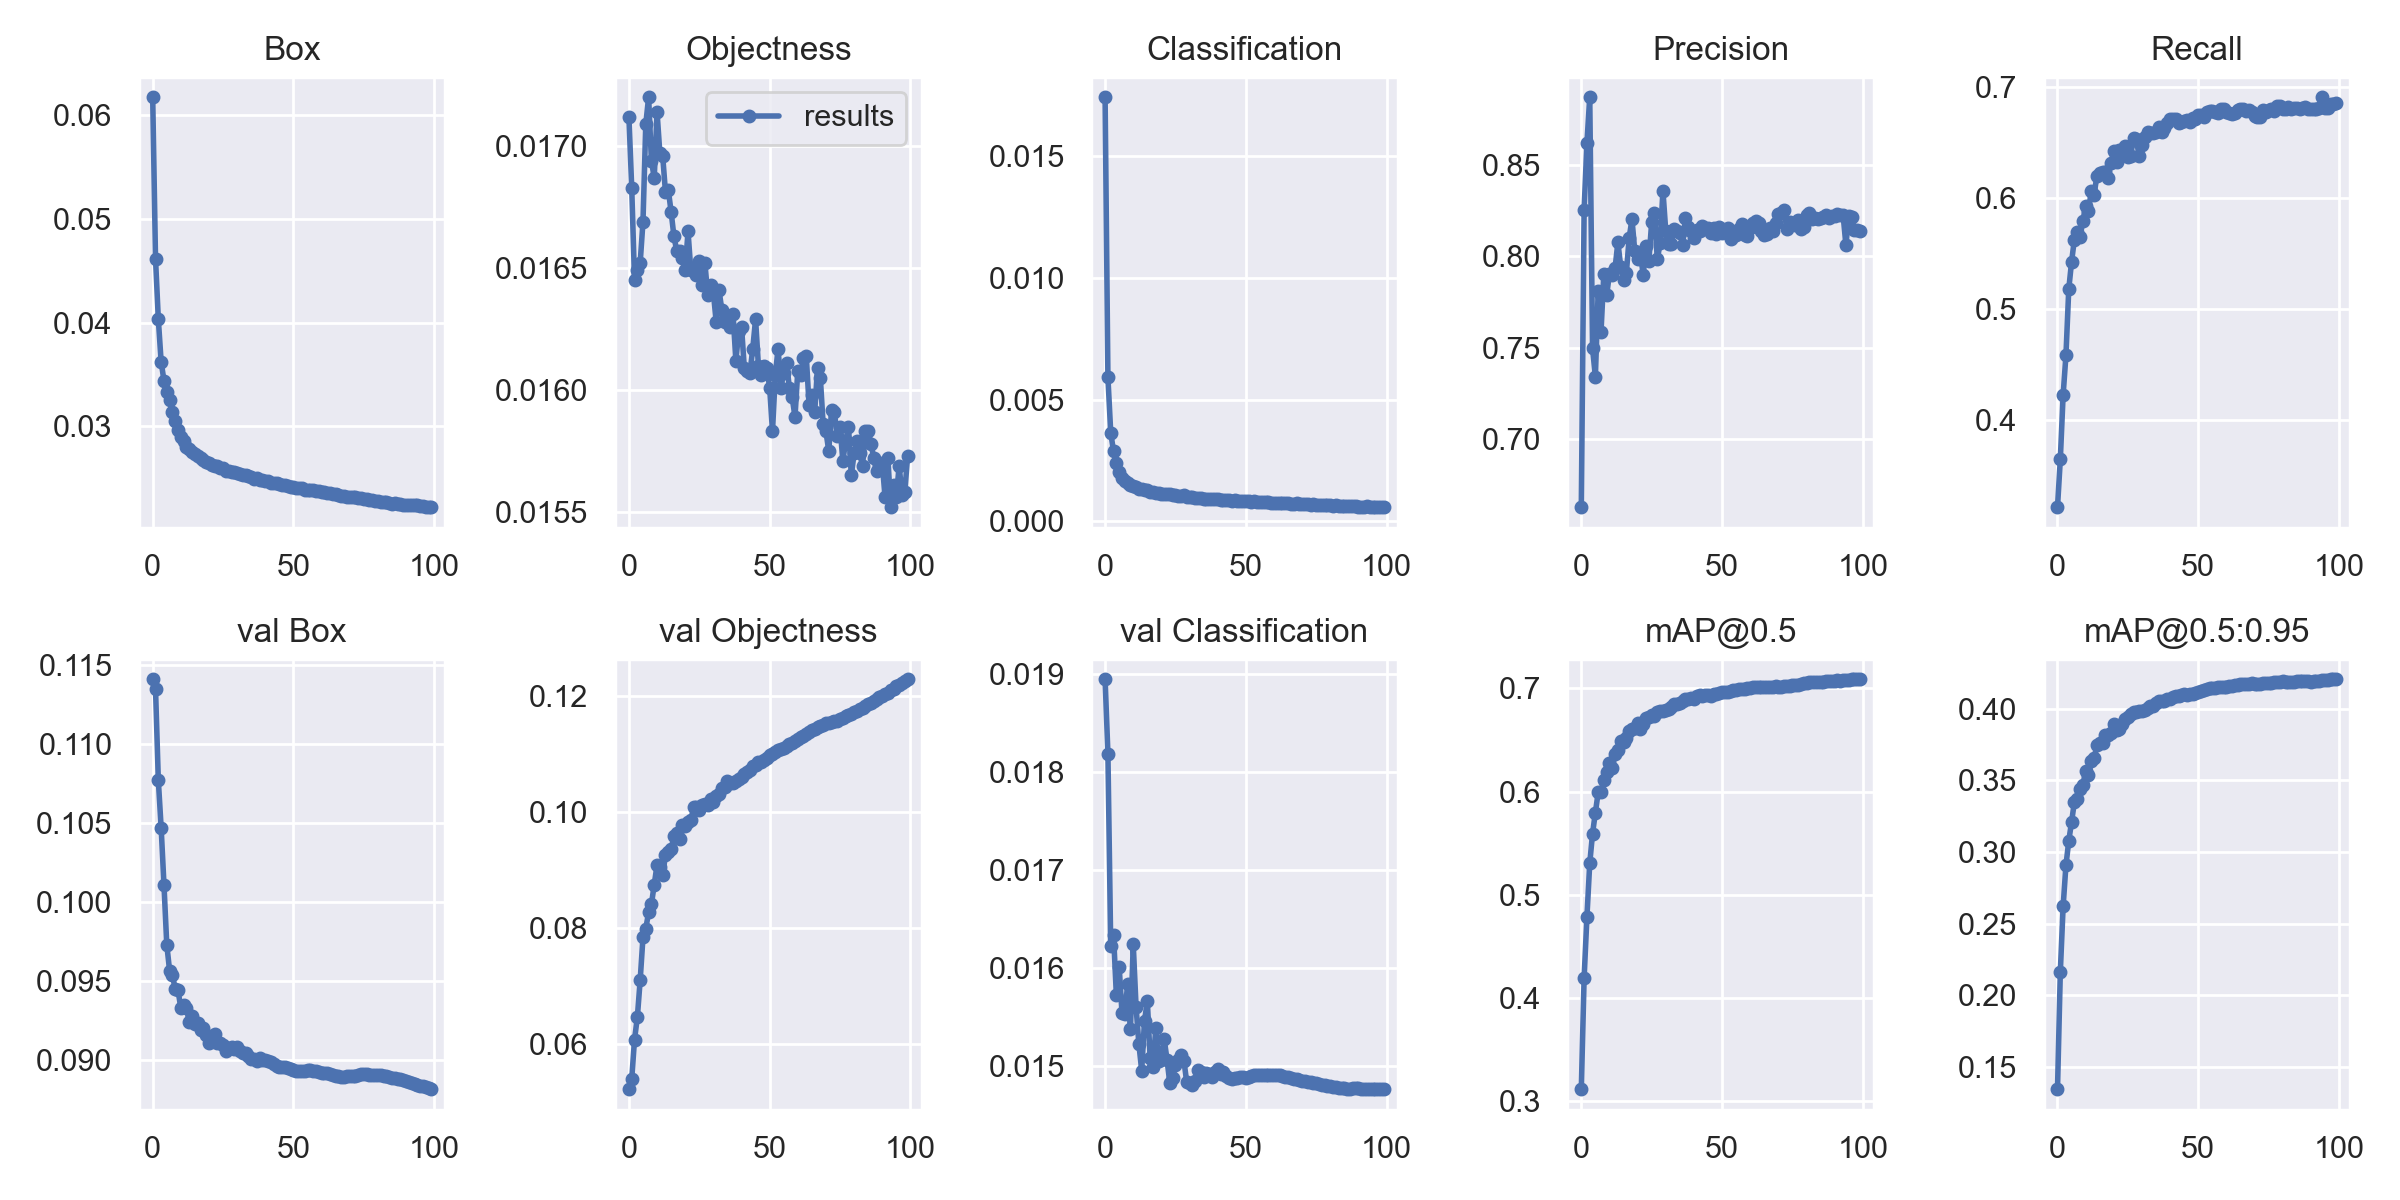 Box
0.06
0.05
0.04
0.03
0 50 100
Objectness
results
0.0170
0.0165
0.0160
0.0155
0 50 100
Classification
0.015
0.010
0.005
0.000
0 50 100
Precision
0.85
0.80
0.75
0.70
0 50 100
Recall
0.7
0.6
0.5
0.4
0 50 100
val Box
0.115
0.110
0.105
0.100
0.095
0.090
0 50 100
val Objectness
0.12
0.10
0.08
0.06
0 50 100
val Classification
0.019
0.018
0.017
0.016
0.015
0 50 100
mAP@0.5
0.7
0.6
0.5
0.4
0.3
0 50 100
mAP@0.5:0.95
0.40
0.35
0.30
0.25
0.20
0.15
0 50 100